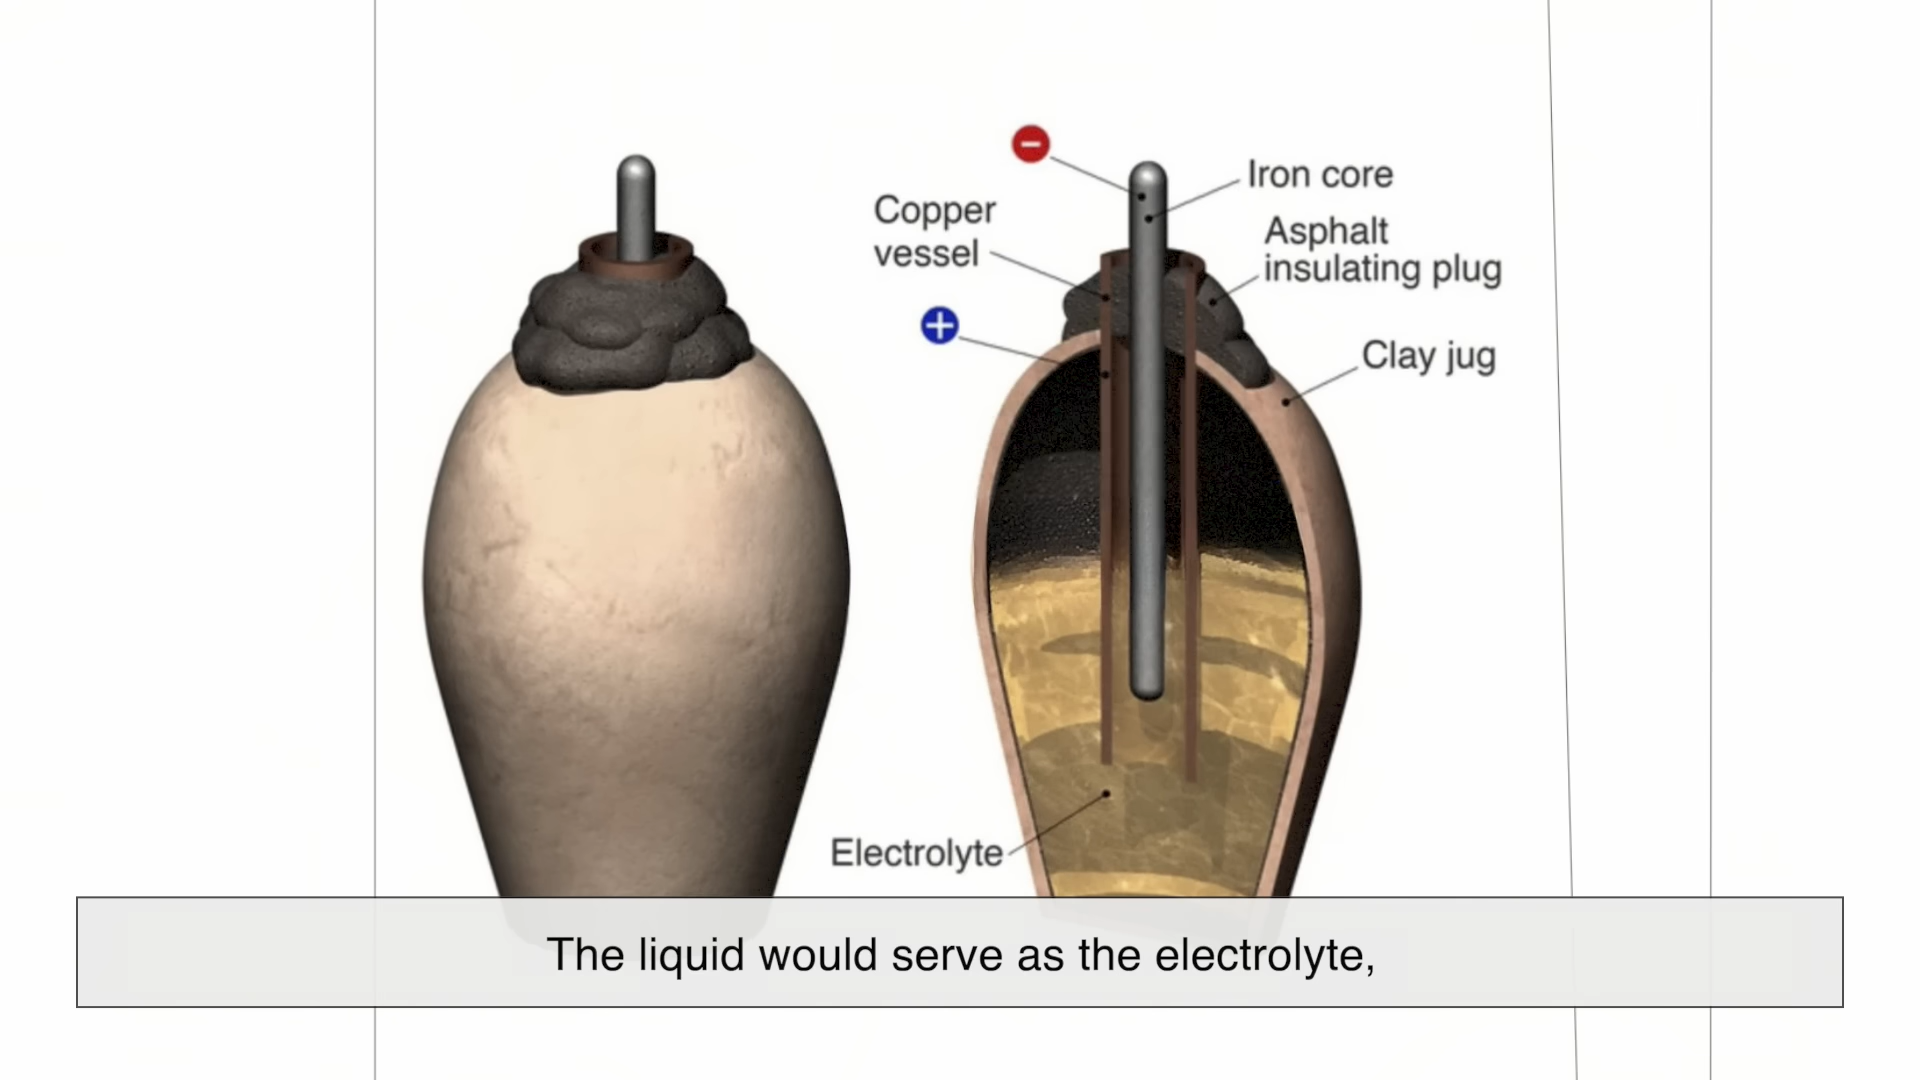 Iron core
Copper
vessel
Asphalt
insulating plug
Clay jug
Electrolyte
The liquid would serve as the electrolyte,